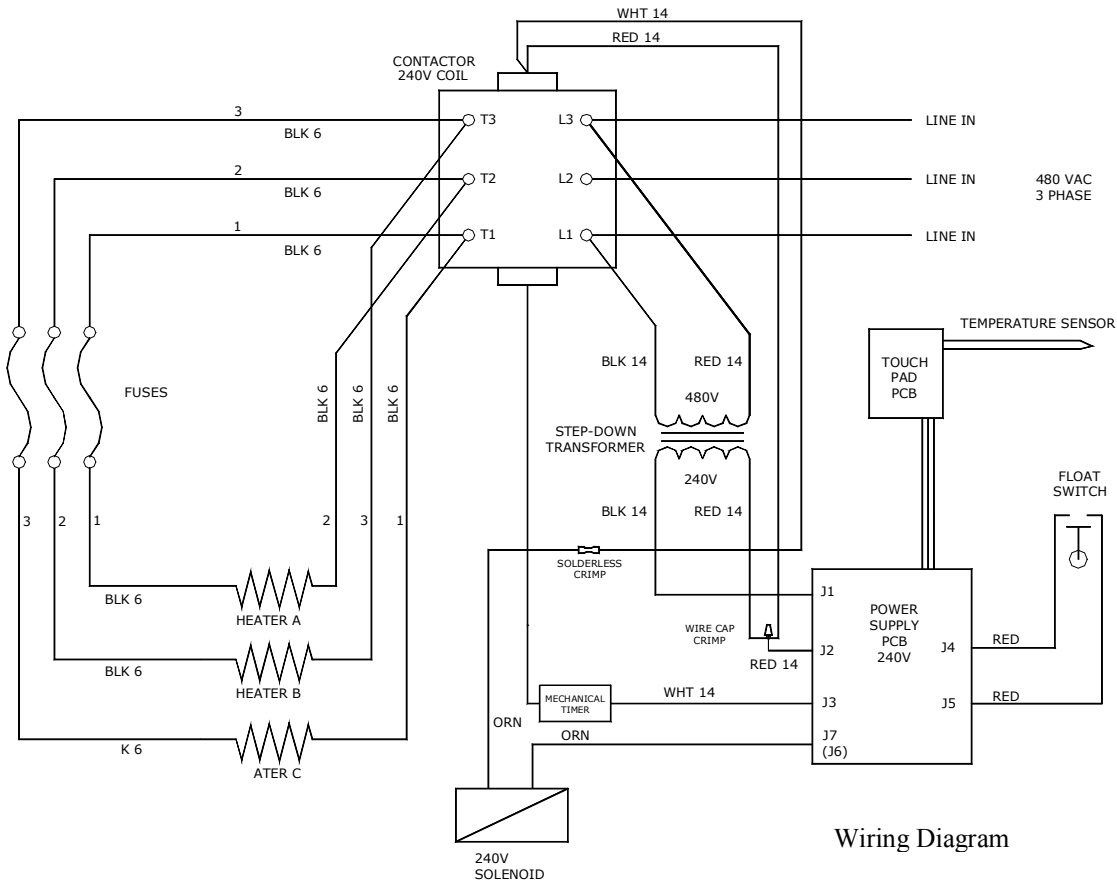 WHT 14
RED 14
CONTACTOR
240V COIL
3
BLK 6
T3
L3
LINE IN
2
BLK 6
T2
L2
LINE IN
480 VAC
3 PHASE
1
BLK 6
T1
L1
LINE IN
TEMPERATURE SENSOR
TOUCH
PAD
PCB
FUSES
BLK 6
BLK 6
BLK 6
BLK 14
RED 14
480V
STEP-DOWN
TRANSFORMER
240V
BLK 14
RED 14
FLOAT
SWITCH
3
2
1
2
3
1
SOLDERLESS
CRIMP
BLK 6
HEATER A
J1
POWER
SUPPLY
PCB
240V
WIRE CAP
CRIMP
J2
J4
RED
RED 14
BLK 6
HEATER B
MECHANICAL
TIMER
WHT 14
J3
J5
RED
ORN
ORN
J7
(J6)
K 6
ATER C
240V
SOLENOID
Wiring Diagram